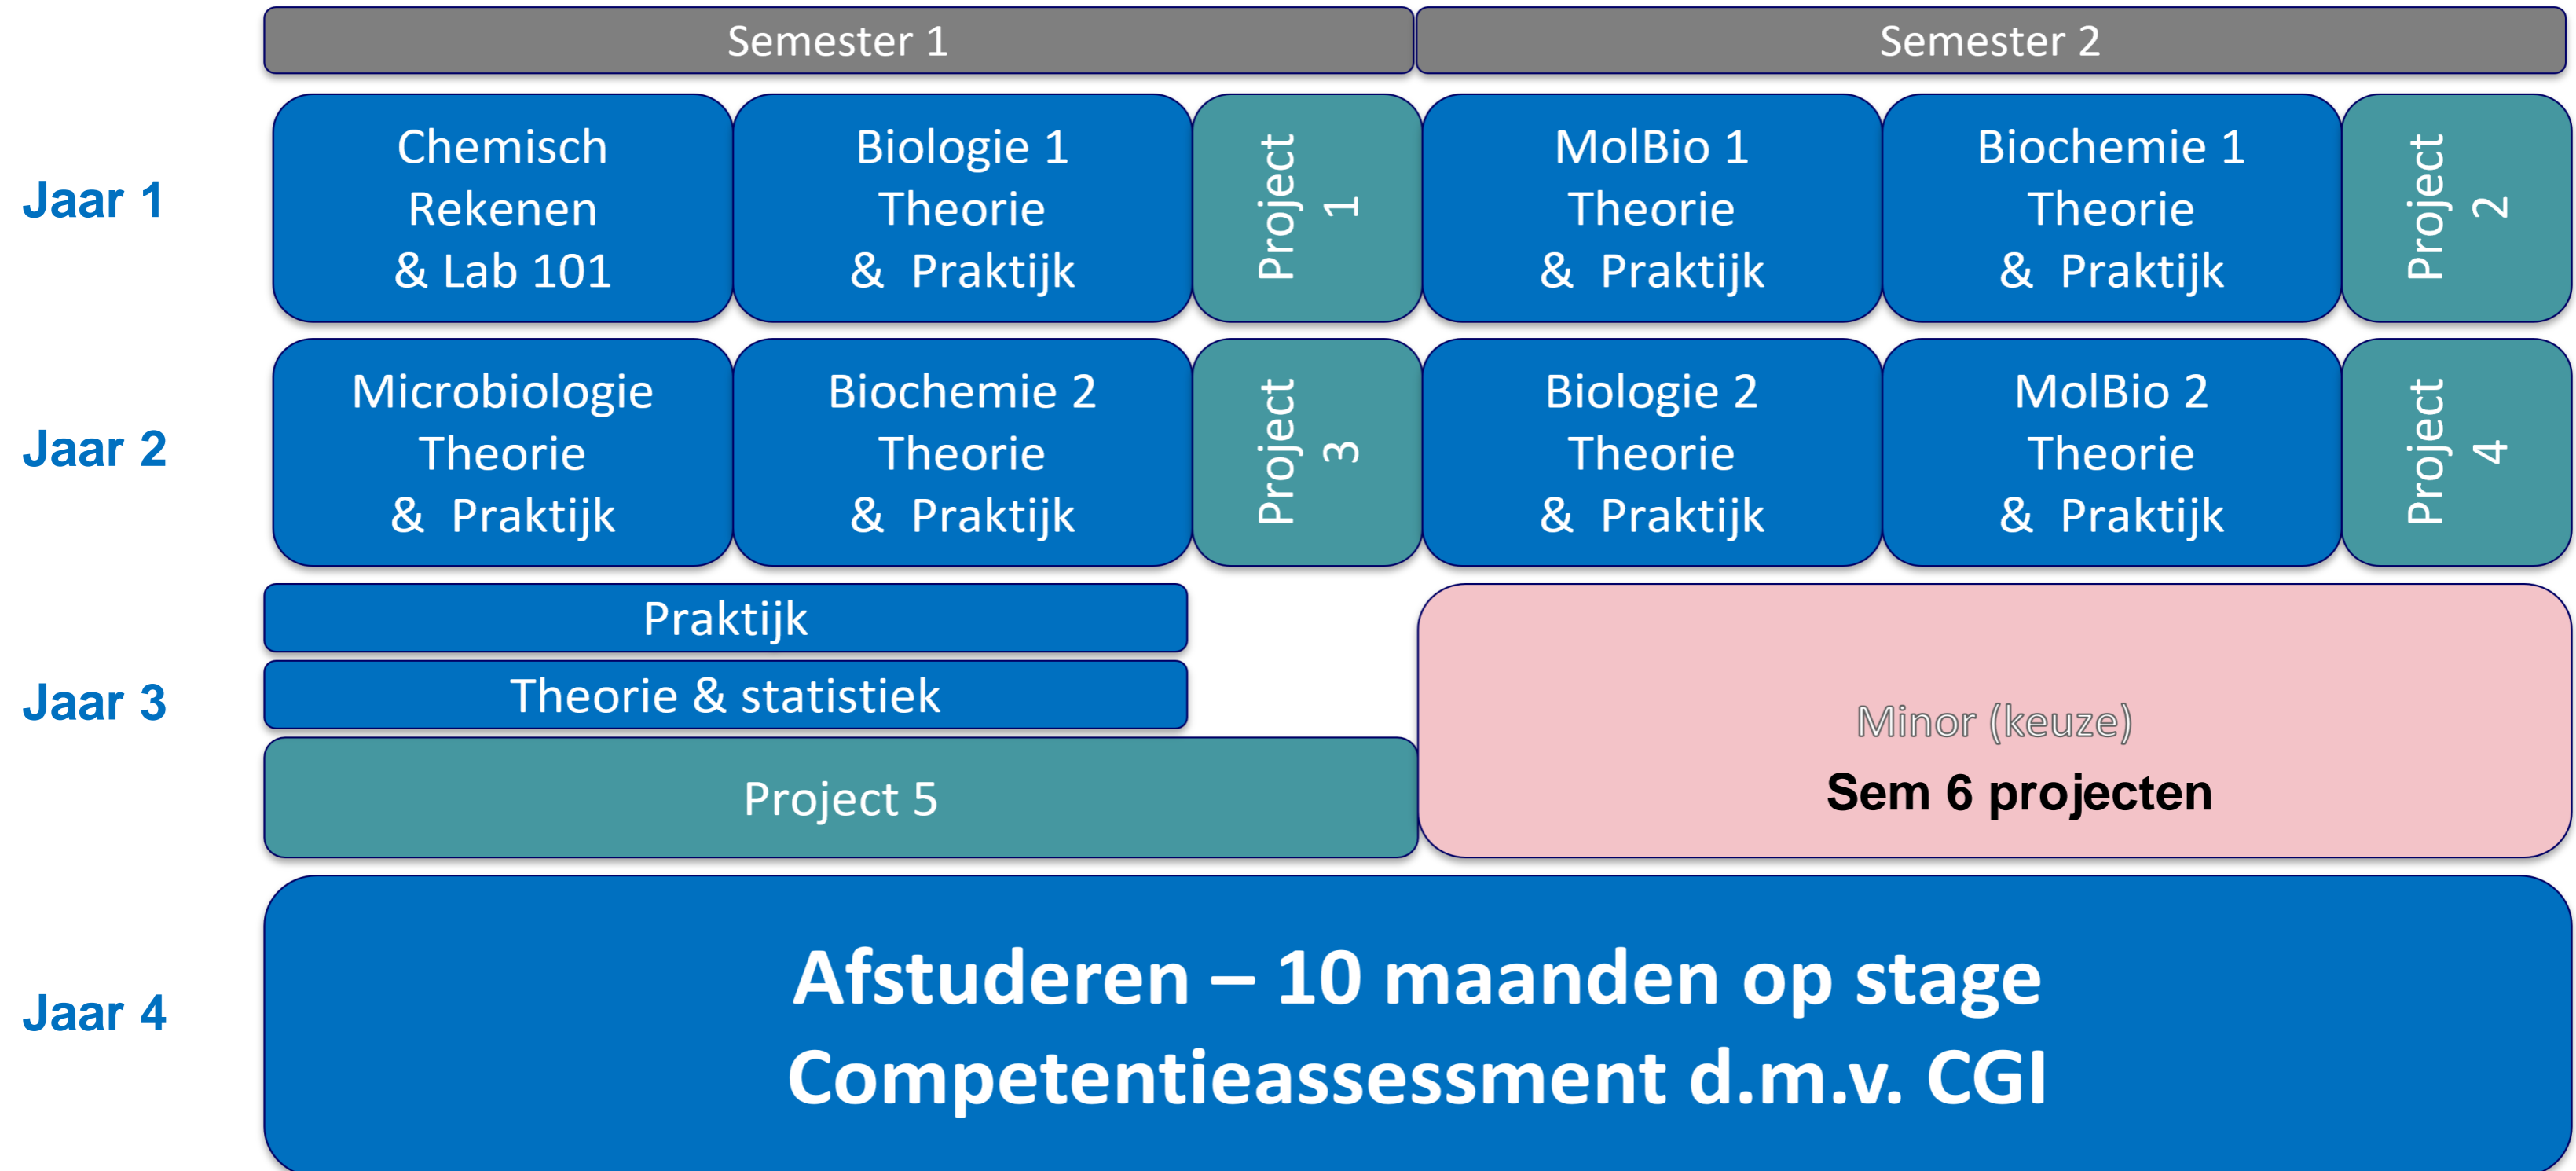 Semester 1
Semester 2
Jaar 1
Chemisch
Rekenen
& Lab 101
Biologie 1
Theorie
& Praktijk
Project
1
MolBio 1
Theorie
& Praktijk
Biochemie 1
Theorie
& Praktijk
Project
2
Jaar 2
Microbiologie
Theorie
& Praktijk
Biochemie 2
Theorie
& Praktijk
Project
3
Biologie 2
Theorie
& Praktijk
MolBio 2
Theorie
& Praktijk
Project
4
Jaar 3
Praktijk
Theorie & statistiek
Project 5
Minor (keuze)
Sem 6 projecten
Jaar 4
Afstuderen – 10 maanden op stage
Competentieassessment d.m.v. CGI